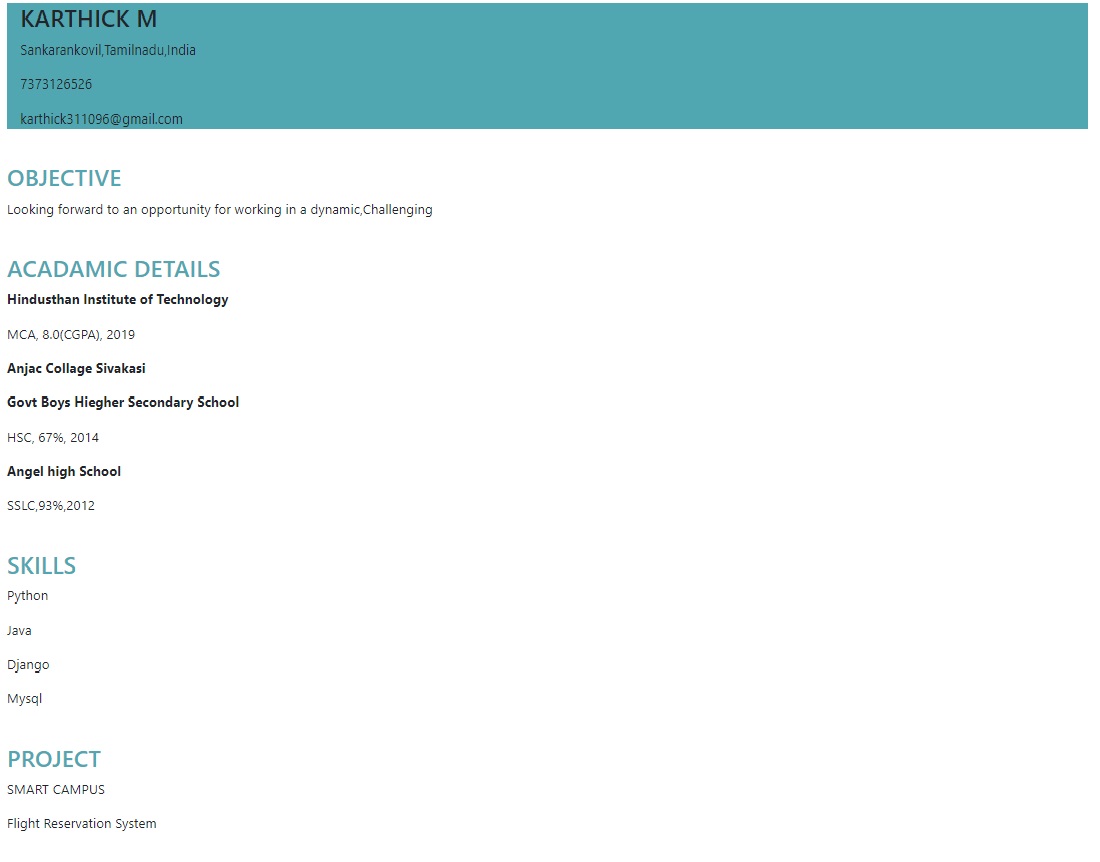 KARTHICK M
Sankarankovil,Tamilnadu,India
7373126526
karthick311096@gmail.com
OBJECTIVE
Looking forward to an opportunity for working in a dynamic,Challenging
ACADAMIC DETAILS
Hindusthan Institute of Technology
MCA, 8.0(CGPA), 2019
Anjac Collage Sivakasi
Govt Boys Hiegher Secondary School
HSC, 67%, 2014
Angel high School
SSLC,93%,2012
SKILLS
Python
Java
Django
Mysql
PROJECT
SMART CAMPUS
Flight Reservation System